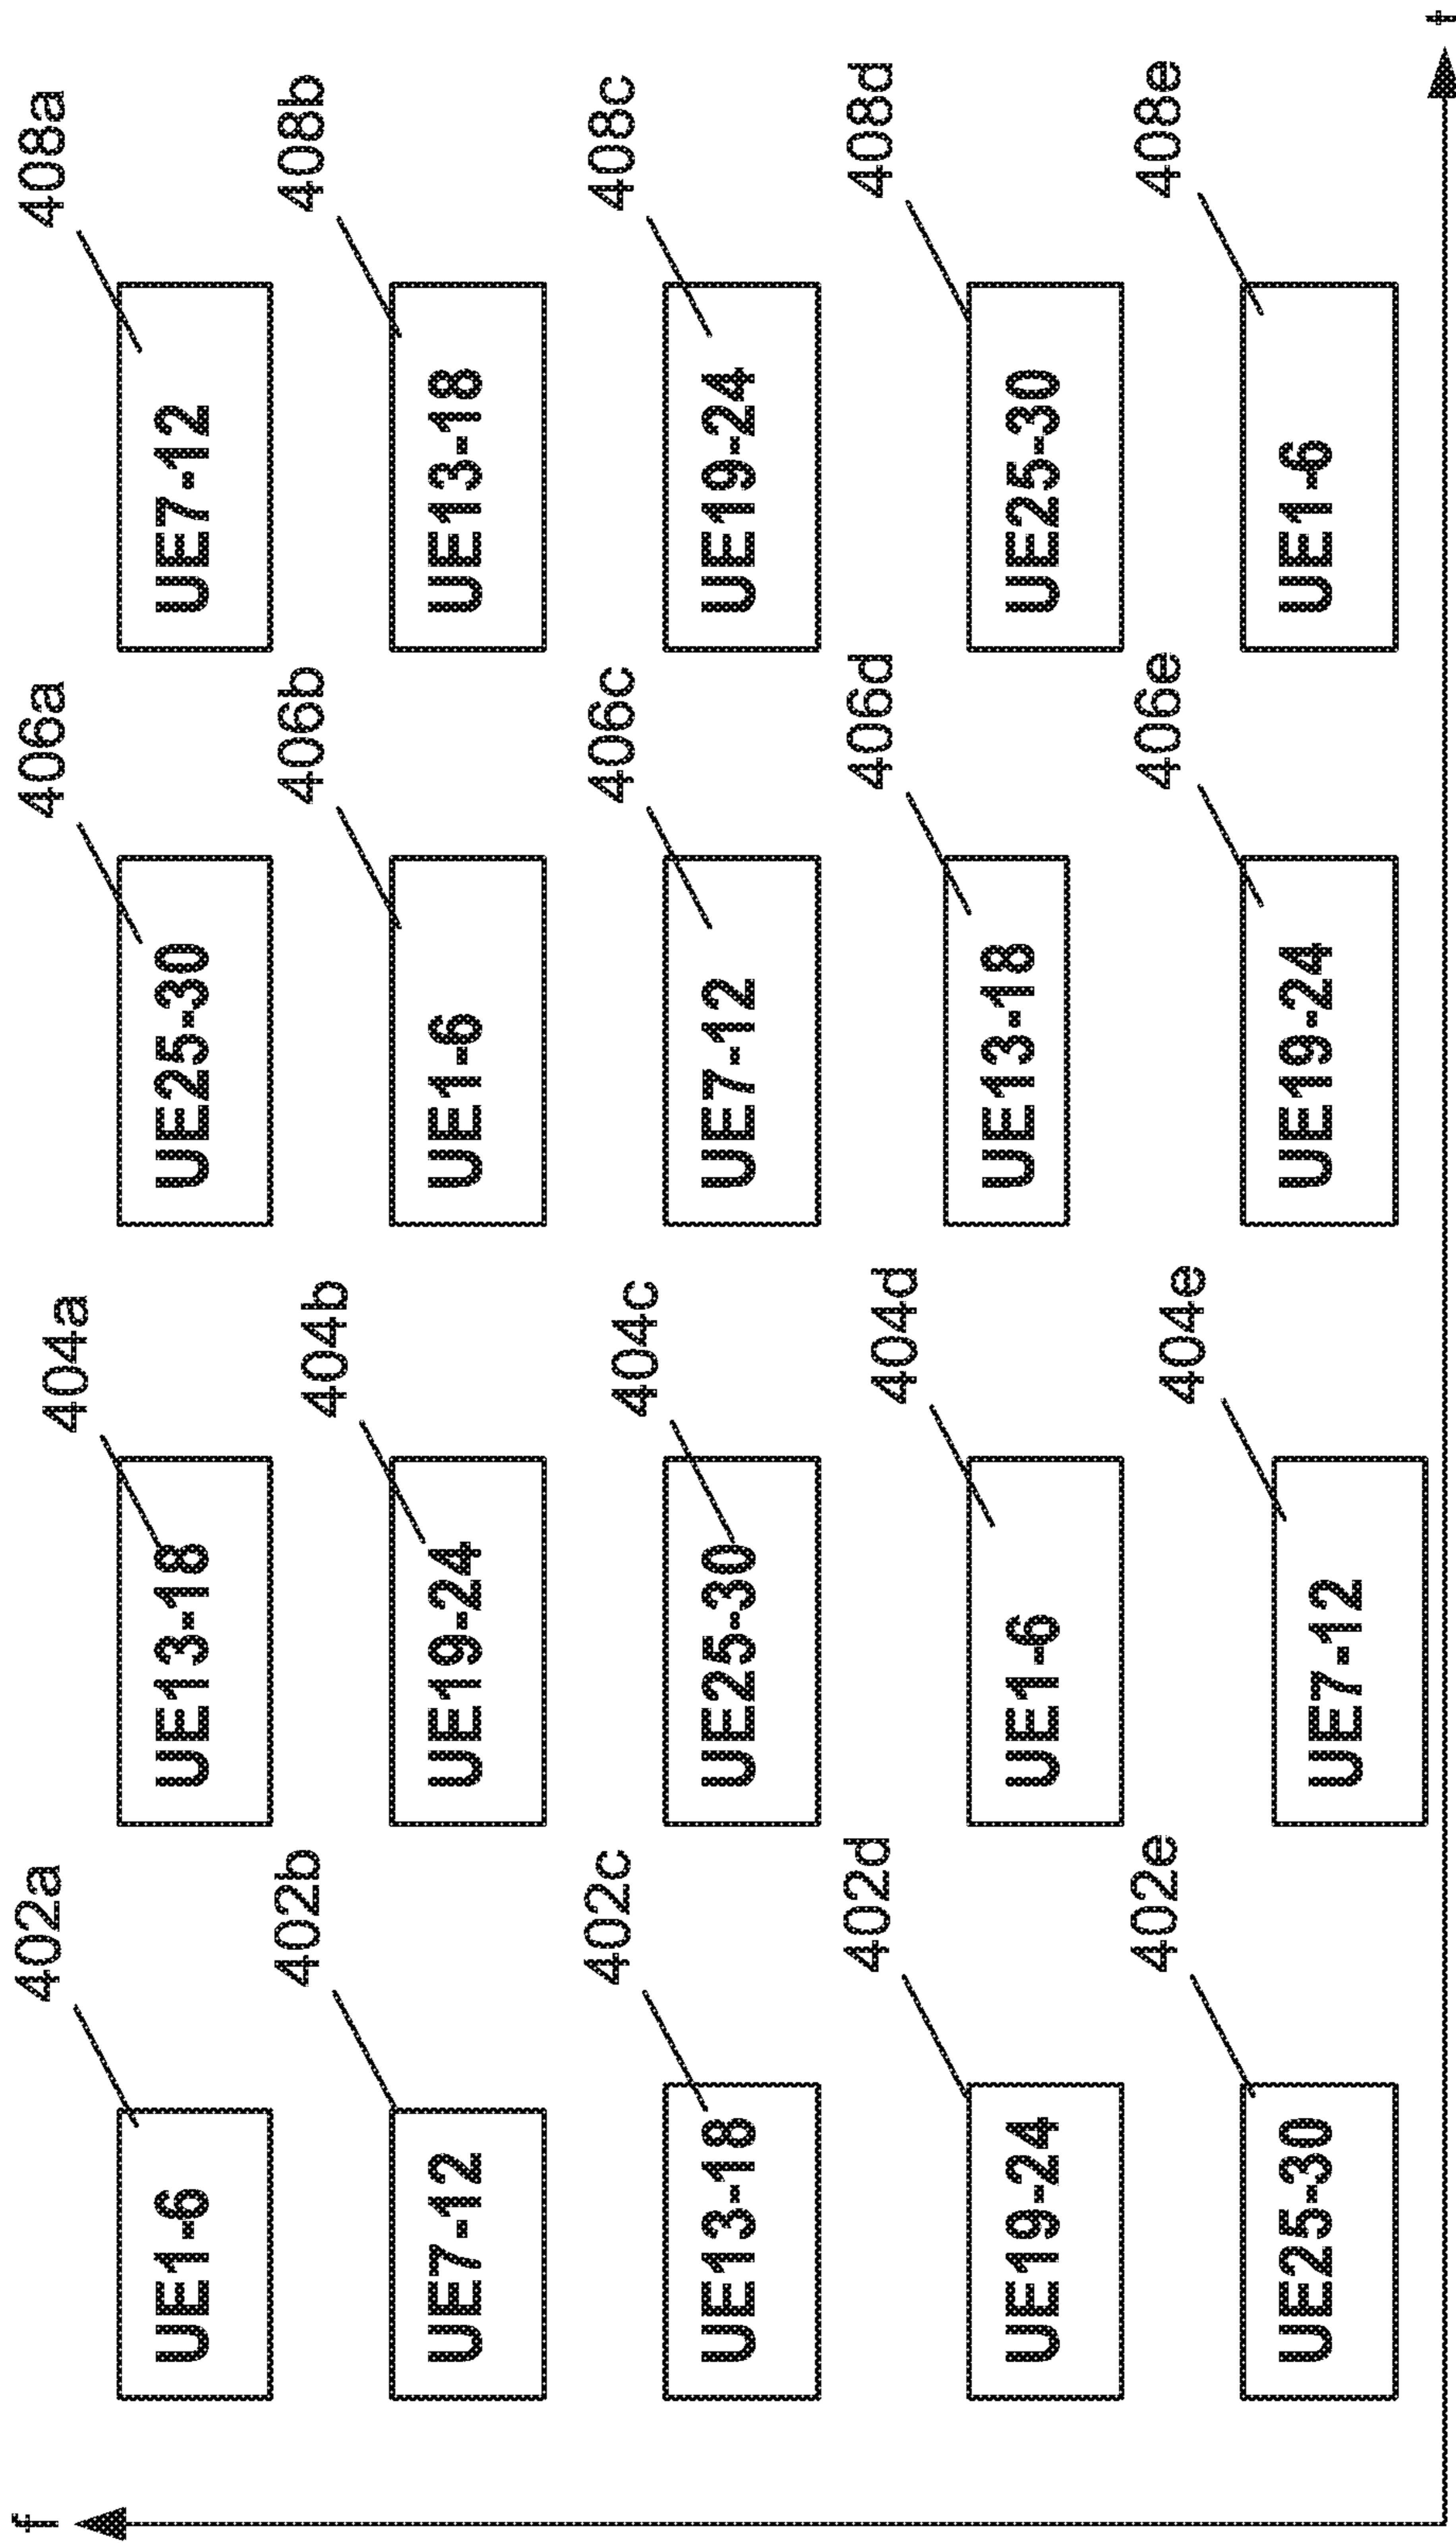 f
402a 404a 406a 408a
UE1-6 UE13-18 UE25-30 UE7-12
402b 404b 406b 408b
UE7-12 UE19-24 UE1-6 UE13-18
402c 404c 406c 408c
UE13-18 UE25-30 UE7-12 UE19-24
402d 404d 406d 408d
UE19-24 UE1-6 UE13-18 UE25-30
402e 404e 406e 408e
UE25-30 UE7-12 UE19-24 UE1-6
t